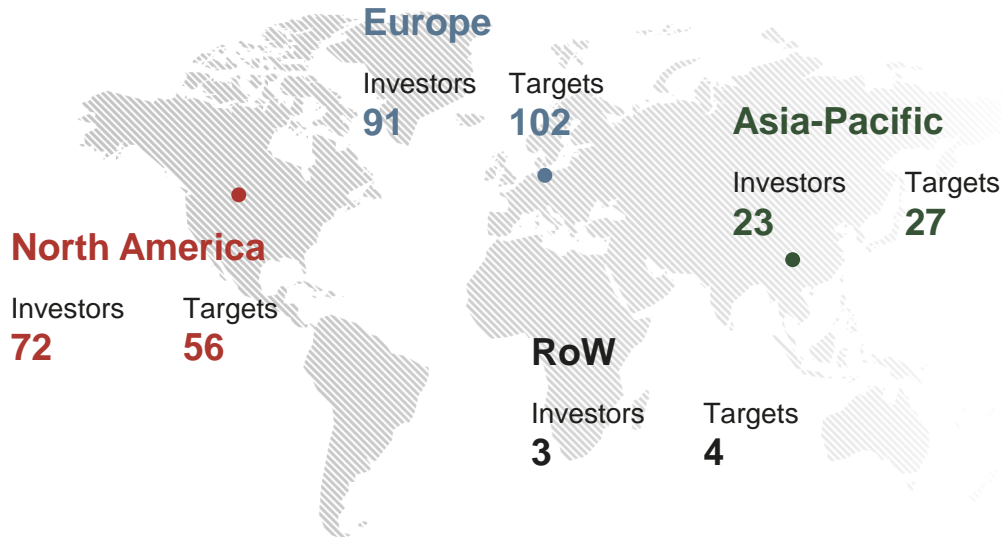 Europe
Investors Targets
91 102
Asia-Pacific
Investors Targets
23 27
North America
Investors Targets
72 56
RoW
Investors Targets
3 4